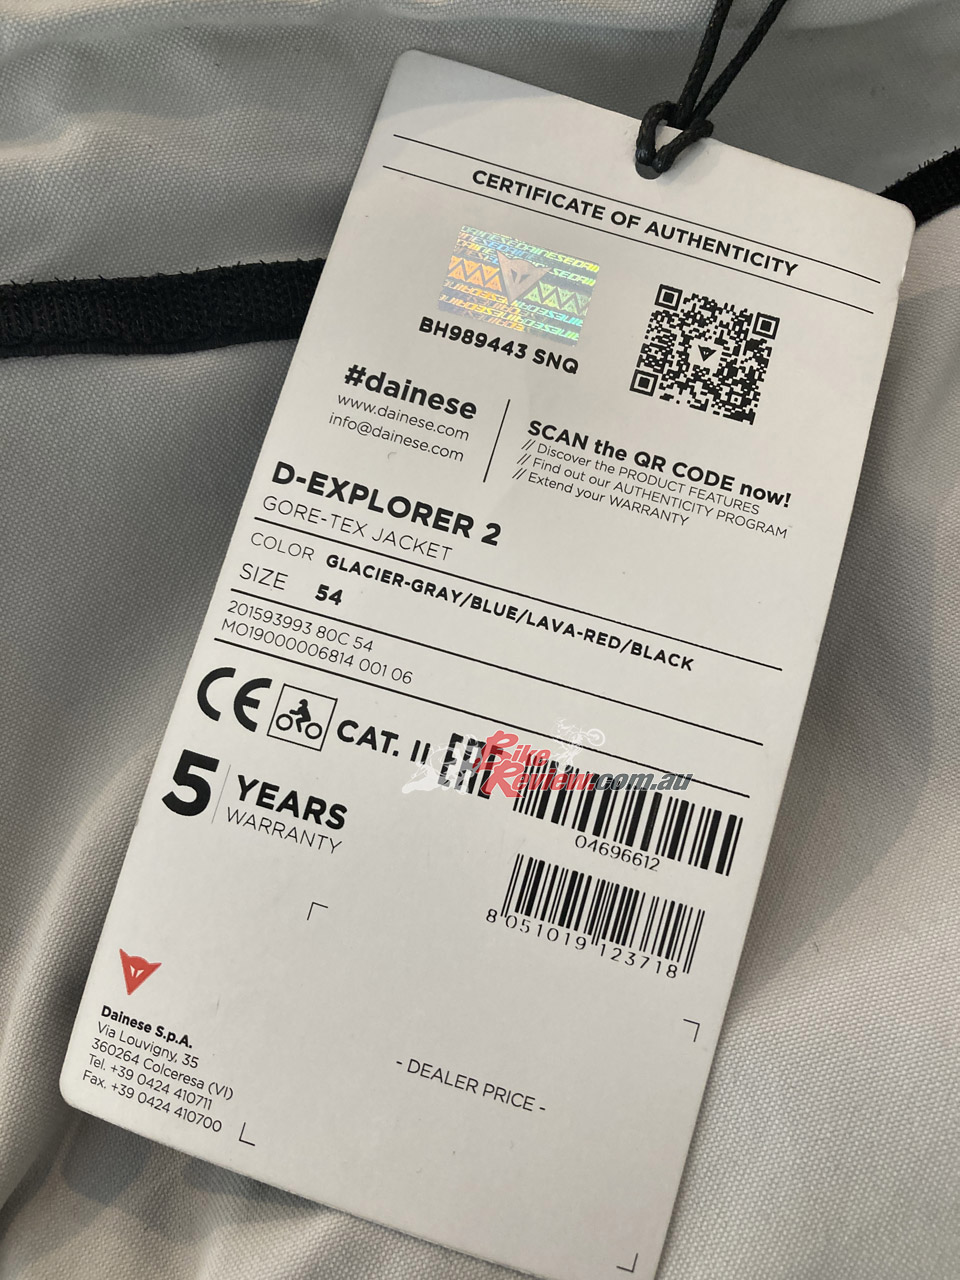 CERTIFICATE OF AUTHENTICITY
BH989443 SNQ
#dainese
www.dainese.com
info@dainese.com
SCAN the QR CODE now!
// Discover the PRODUCT FEATURES
// Find out our AUTHENTICITY PROGRAM
// Extend your WARRANTY
D-EXPLORER 2
GORE-TEX JACKET
COLOR GLACIER-GRAY/BLUE/LAVA-RED/BLACK
SIZE 54
201593993 80C 54
MO19000006814 001 06
CE CAT. II EAC
BikeReview.com.au
04696612
5 YEARS
WARRANTY
8 051019 123718
Dainese S.p.A.
Via Louvigny, 35
360264 Colceresa (VI)
Tel. +39 0424 410711
Fax. +39 0424 410700
- DEALER PRICE -